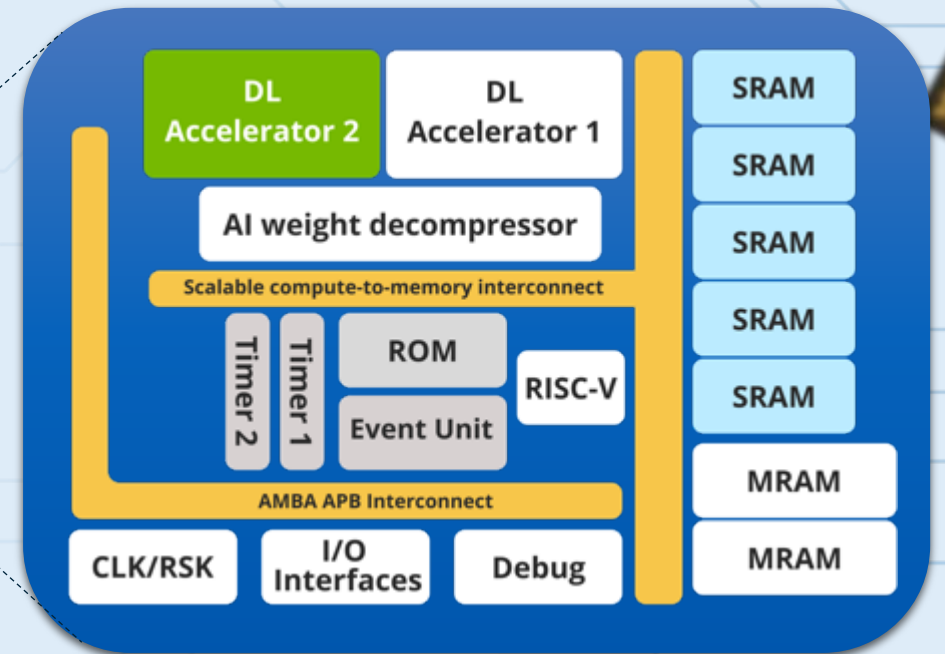 DL
Accelerator 2
DL
Accelerator 1
AI weight decompressor
Scalable compute-to-memory interconnect
Timer 2
Timer 1
ROM
Event Unit
RISC-V
AMBA APB Interconnect
CLK/RSK
I/O
Interfaces
Debug
SRAM
SRAM
SRAM
SRAM
SRAM
MRAM
MRAM